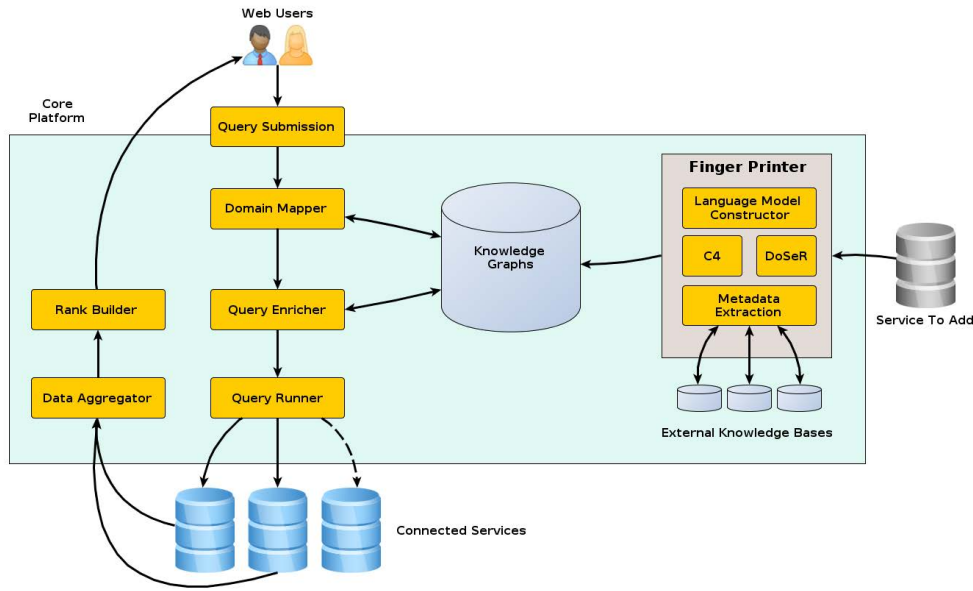 Web Users
Core
Platform
Query Submission
Finger Printer
Language Model
Constructor
Domain Mapper
Knowledge
Graphs
C4
DoSeR
Metadata
Extraction
Service To Add
Rank Builder
Query Enricher
Data Aggregator
Query Runner
External Knowledge Bases
Connected Services